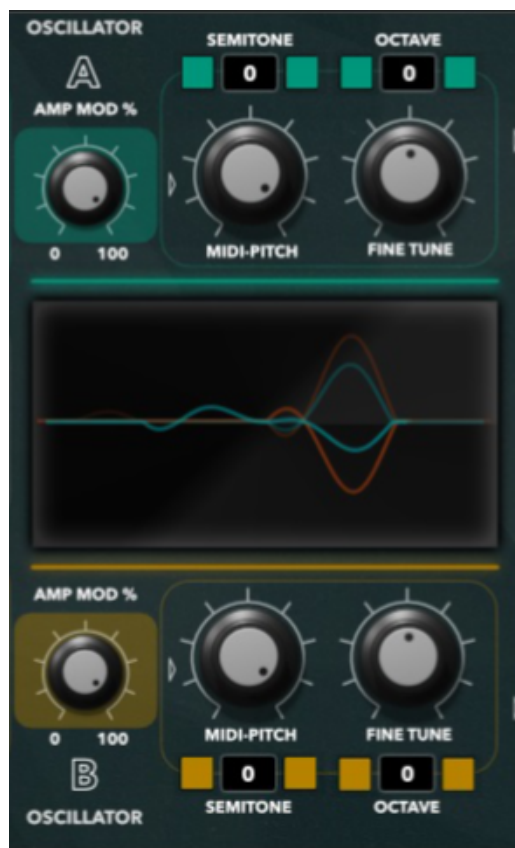 OSCILLATOR
A
AMP MOD %
0 100
SEMITONE OCTAVE
0 0
MIDI-PITCH FINE TUNE
AMP MOD %
0 100
B
OSCILLATOR
MIDI-PITCH FINE TUNE
0 0
SEMITONE OCTAVE